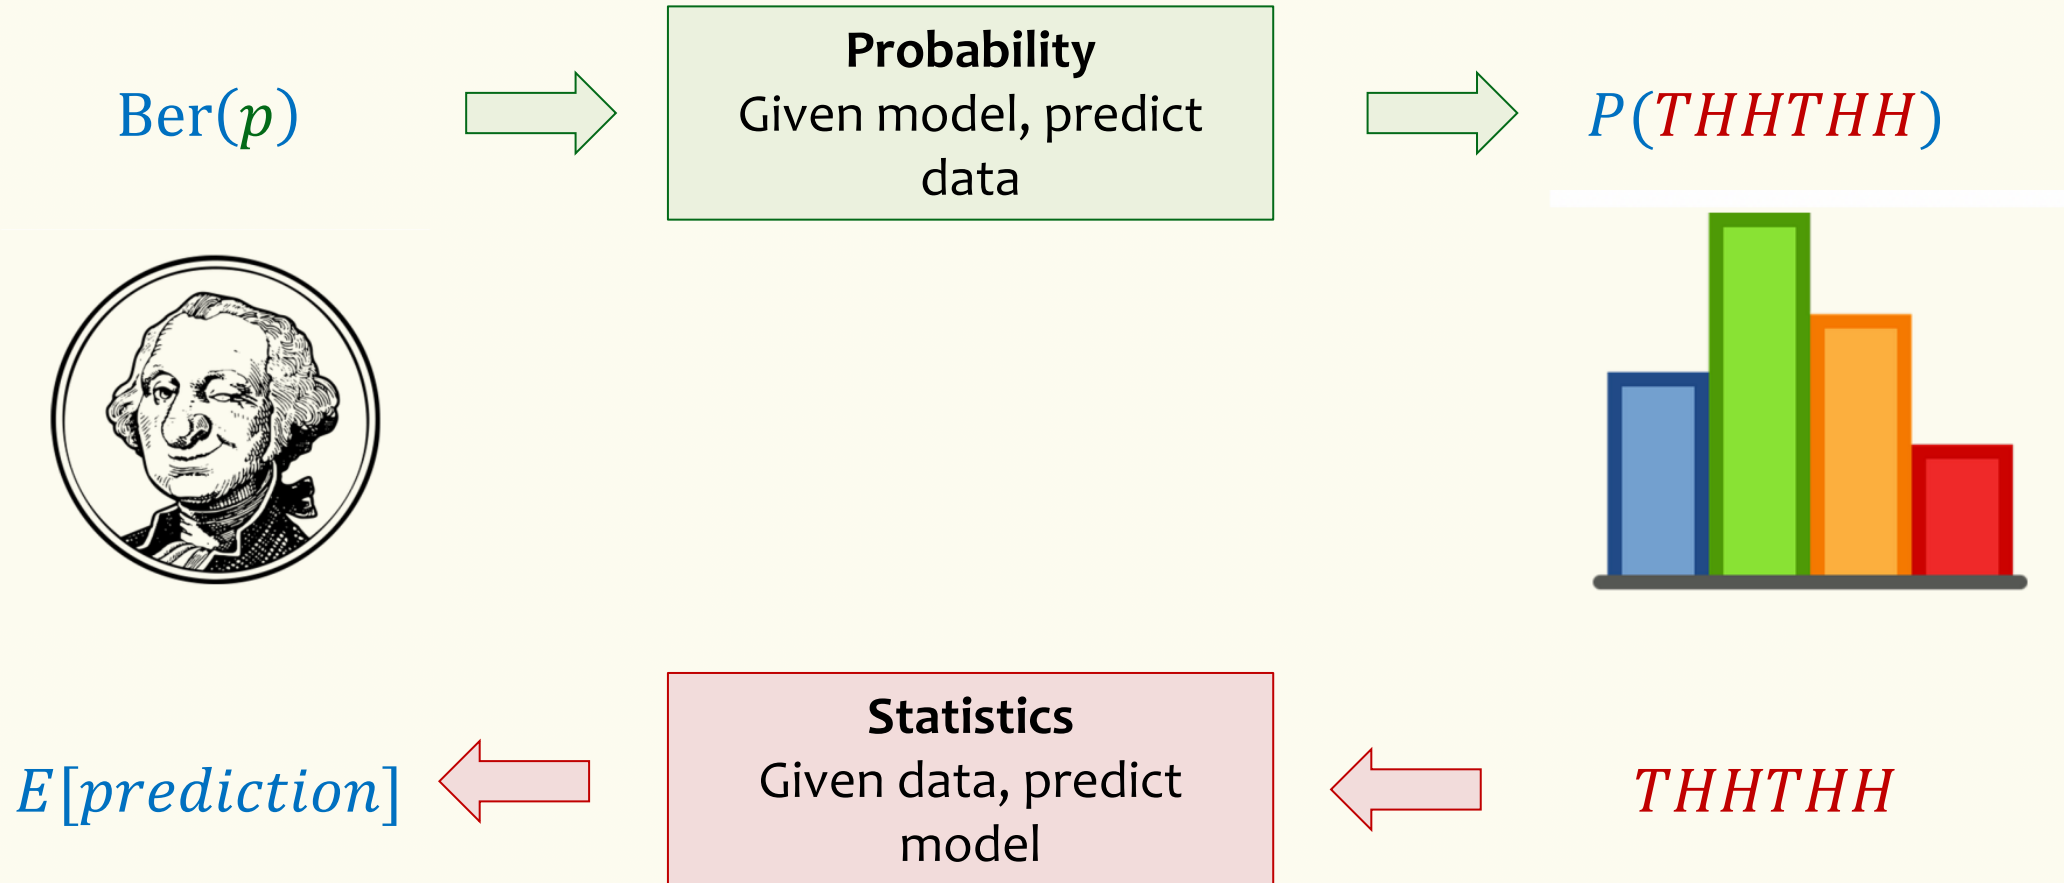 Ber(p)
Probability
Given model, predict
data
P(THHTHH)
E[prediction]
Statistics
Given data, predict
model
THHTHH